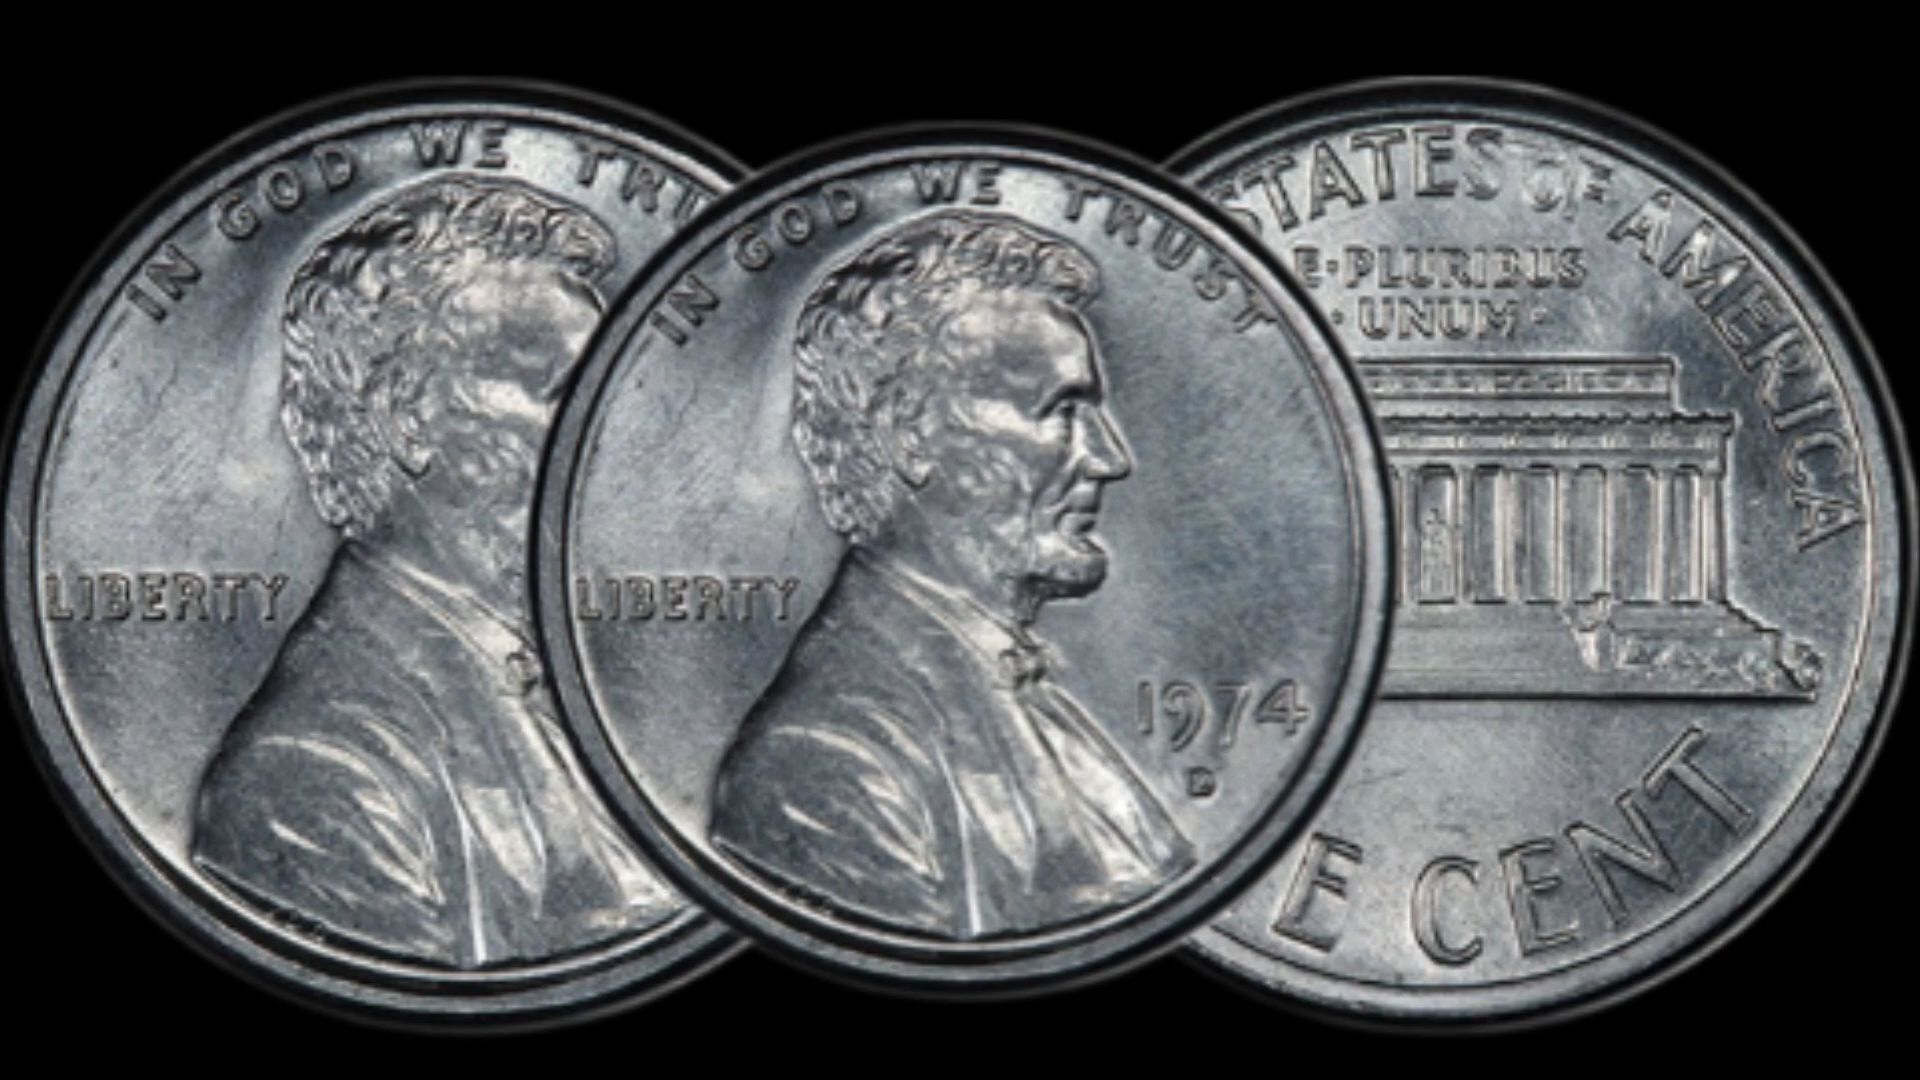 IN GOD WE TRU
LIBERTY
IN GOD WE TRUST
LIBERTY
1974
D
STATES OF AMERICA
E·PLURIBUS
·UNUM·
E CENT